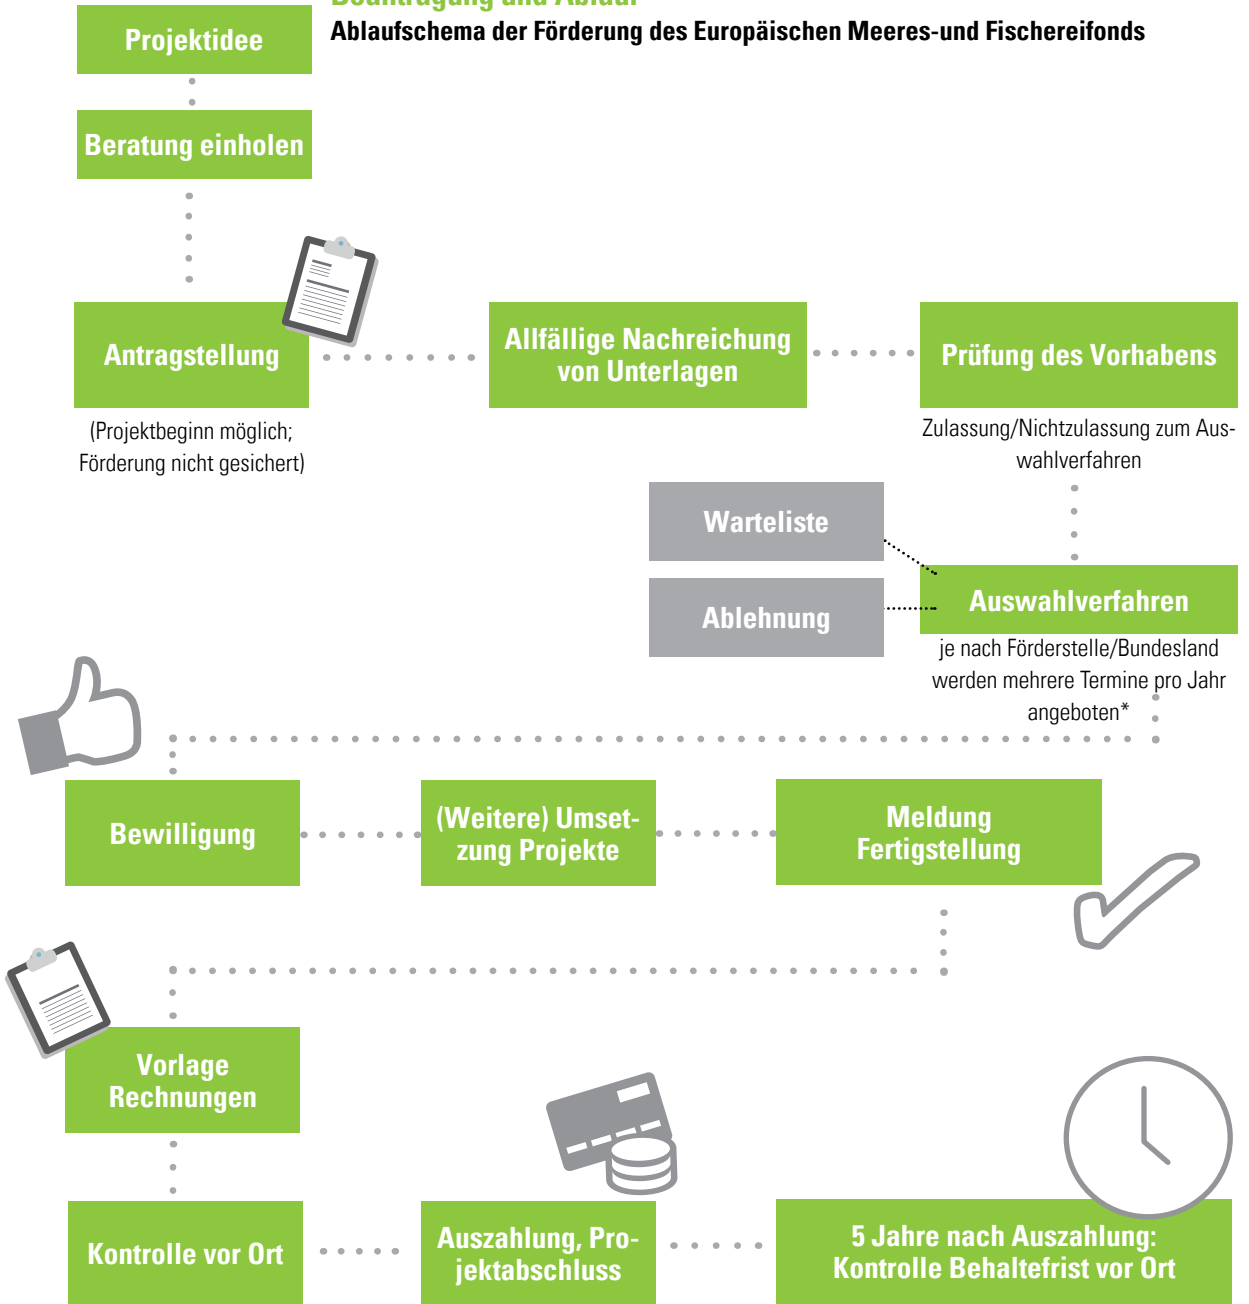 Beantragung und Ablauf
Ablaufschema der Förderung des Europäischen Meeres-und Fischereifonds
Projektidee
Beratung einholen
Antragstellung
(Projektbeginn möglich;
Förderung nicht gesichert)
Allfällige Nachreichung
von Unterlagen
Prüfung des Vorhabens
Zulassung/Nichtzulassung zum Aus-
wahlverfahren
Warteliste
Ablehnung
Auswahlverfahren
je nach Förderstelle/Bundesland
werden mehrere Termine pro Jahr
angeboten*
Bewilligung
(Weitere) Umset-
zung Projekte
Meldung
Fertigstellung
Vorlage
Rechnungen
Kontrolle vor Ort
Auszahlung, Pro-
jektabschluss
5 Jahre nach Auszahlung:
Kontrolle Behaltefrist vor Ort